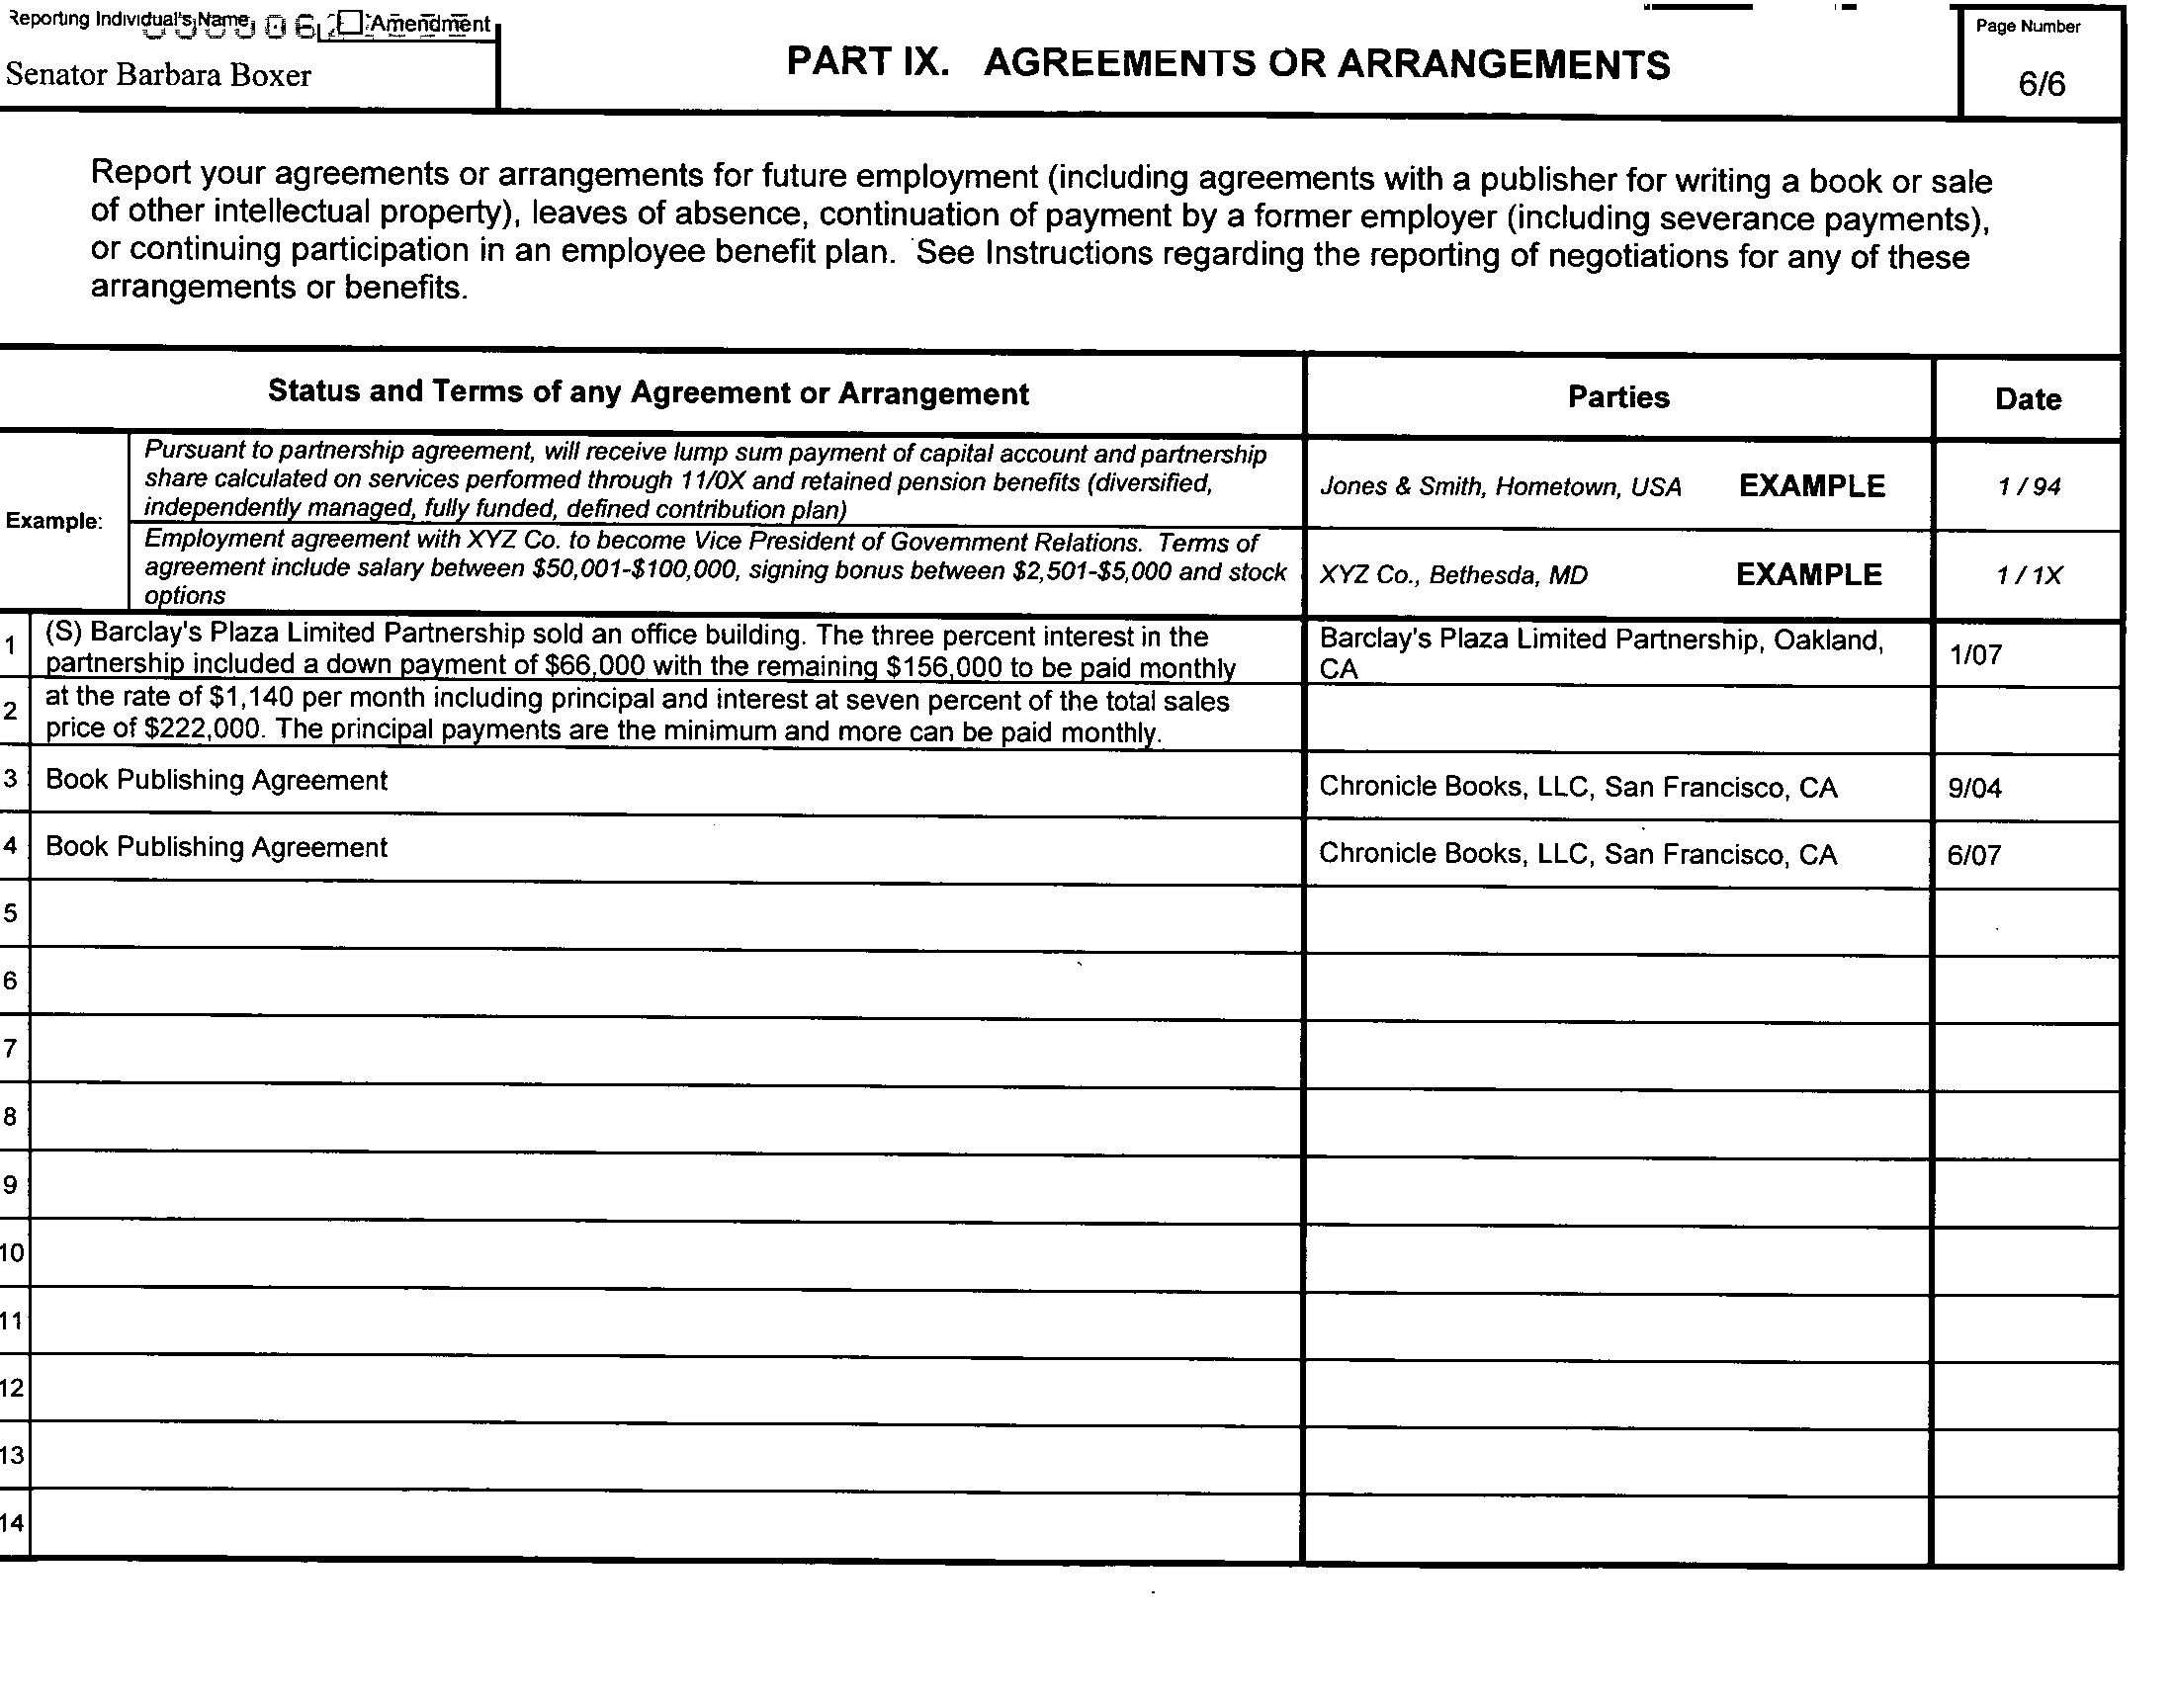 Reporting Individual's Name
Amendment
Senator Barbara Boxer
PART IX. AGREEMENTS OR ARRANGEMENTS
Page Number
6/6
Report your agreements or arrangements for future employment (including agreements with a publisher for writing a book or sale
of other intellectual property), leaves of absence, continuation of payment by a former employer (including severance payments),
or continuing participation in an employee benefit plan. See Instructions regarding the reporting of negotiations for any of these
arrangements or benefits.
Status and Terms of any Agreement or Arrangement
Parties
Date
Example:
Pursuant to partnership agreement, will receive lump sum payment of capital account and partnership
share calculated on services performed through 11/0X and retained pension benefits (diversified,
independently managed, fully funded, defined contribution plan)
Jones & Smith, Hometown, USA EXAMPLE
1 / 94
Employment agreement with XYZ Co. to become Vice President of Government Relations. Terms of
agreement include salary between $50,001-$100,000, signing bonus between $2,501-$5,000 and stock
options
XYZ Co., Bethesda, MD EXAMPLE
1 / 1X
1
(S) Barclay's Plaza Limited Partnership sold an office building. The three percent interest in the
partnership included a down payment of $66,000 with the remaining $156,000 to be paid monthly
Barclay's Plaza Limited Partnership, Oakland,
CA
1/07
2
at the rate of $1,140 per month including principal and interest at seven percent of the total sales
price of $222,000. The principal payments are the minimum and more can be paid monthly.
3
Book Publishing Agreement
Chronicle Books, LLC, San Francisco, CA
9/04
4
Book Publishing Agreement
Chronicle Books, LLC, San Francisco, CA
6/07
5
6
7
8
9
10
11
12
13
14